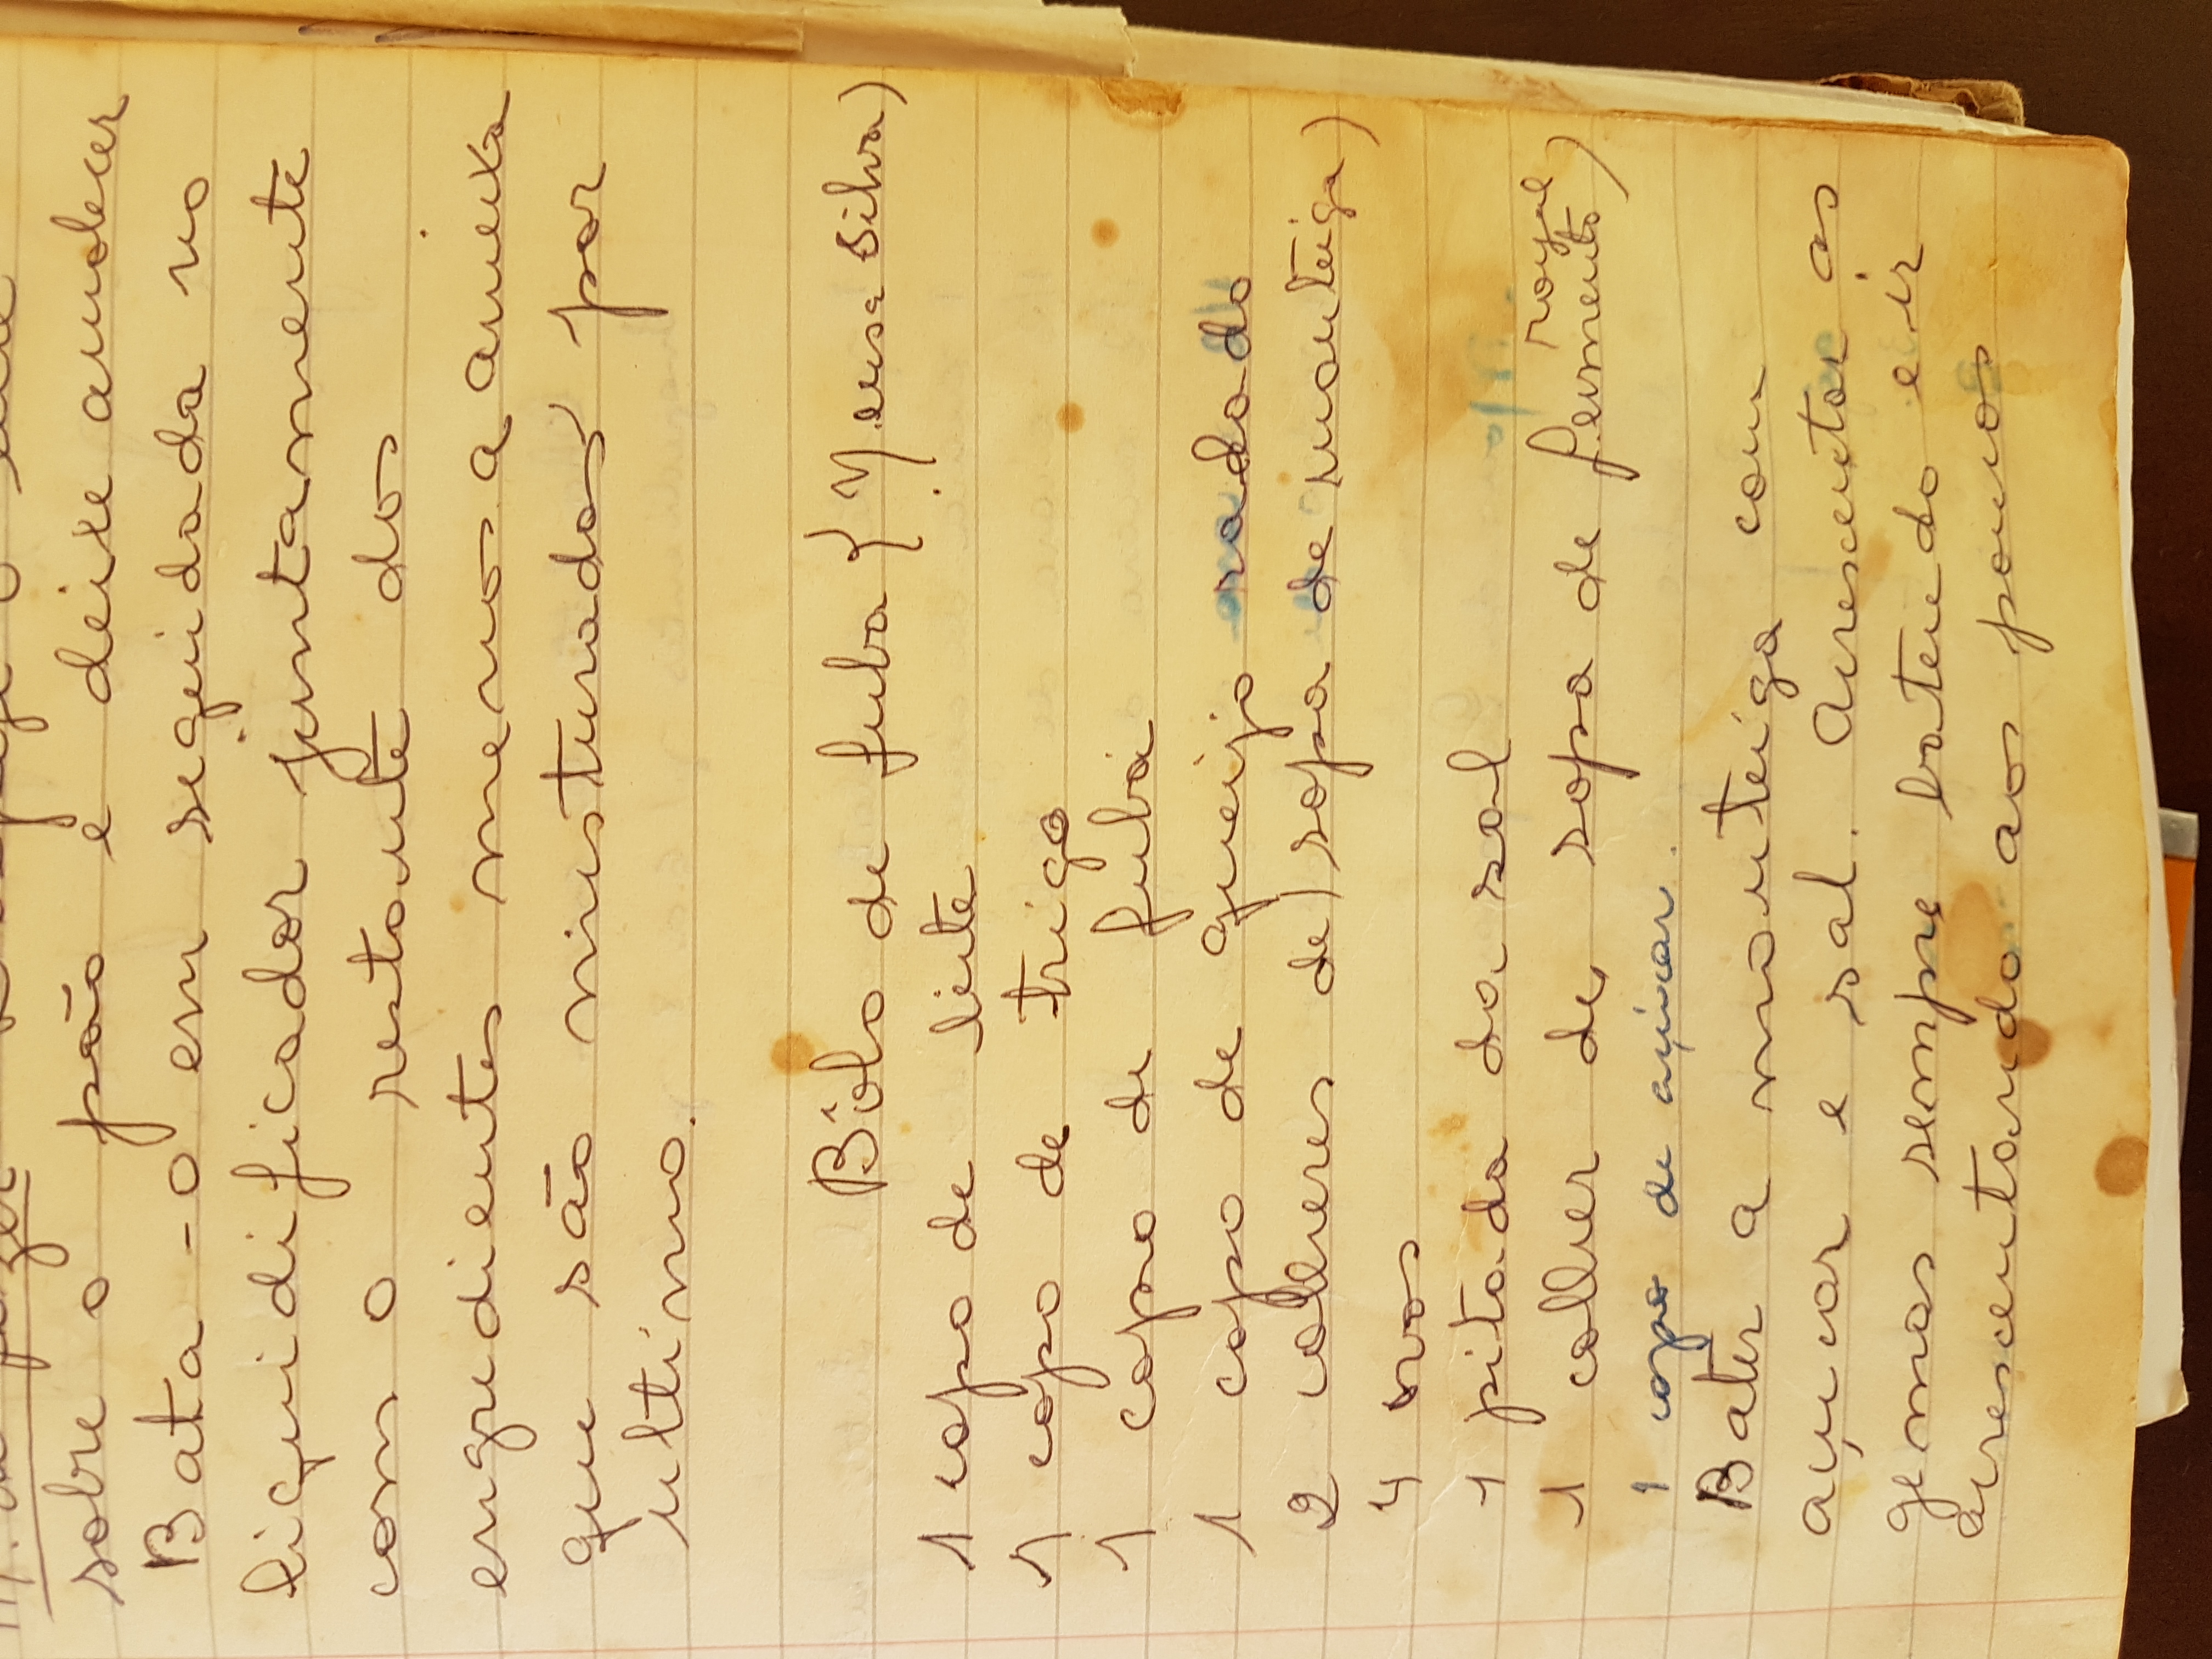 M. de fazer Despeje o leite
sobre o pão e deixe amolecer
Bata-o em seguidada no
liquidificador juntamente
com o restante dos
engredientes menos a ameixa
que são misturados por
ultimo.
Bôlo de fuba (Neusa Silva)
1 copo de leite
1 copo de trigo
1 copo de fubá
1 copo de queijo radado
2 colheres de (sopa de manteiga)
4 ovos
1 pitada da sal
1 colher de sopa de fermento royal)
1 copo de açúcar.
Bater a manteiga com
açucar e sal. Acrescentar as
gemas sempre batendo e ir
acrescentando aos poucos